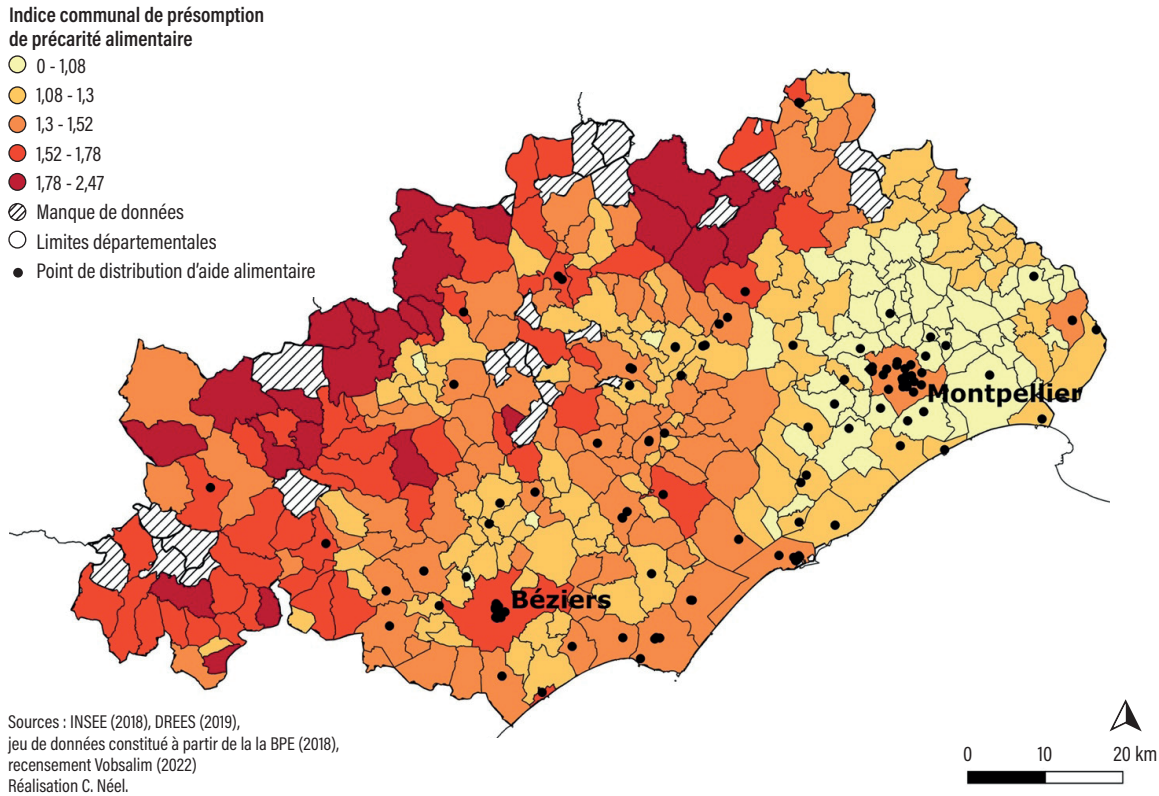 Indice communal de présomption
de précarité alimentaire
0 - 1,08
1,08 - 1,3
1,3 - 1,52
1,52 - 1,78
1,78 - 2,47
Manque de données
Limites départementales
Point de distribution d'aide alimentaire
Montpellier
Béziers
Sources : INSEE (2018), DREES (2019),
jeu de données constitué à partir de la la BPE (2018),
recensement Vobsalim (2022)
Réalisation C. Néel.
0 10 20 km